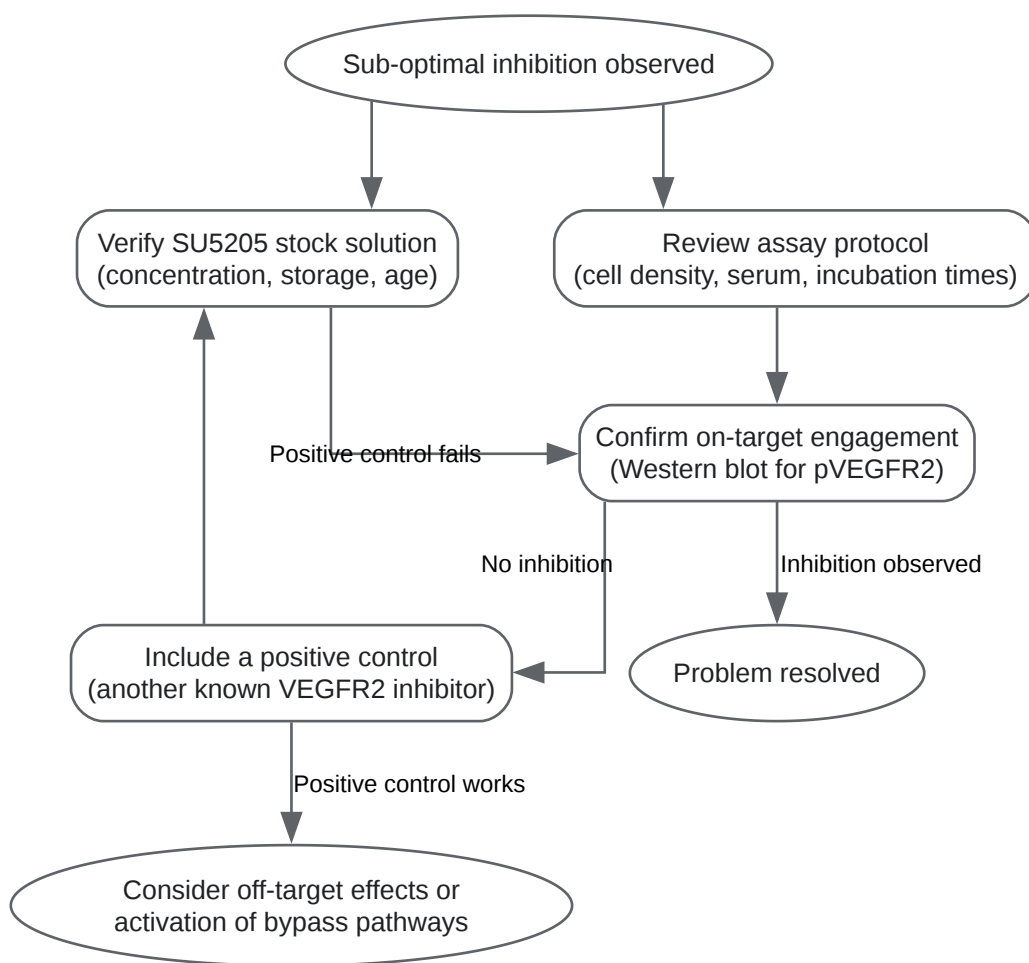 Sub-optimal inhibition observed
Verify SU5205 stock solution
(concentration, storage, age)
Review assay protocol
(cell density, serum, incubation times)
Positive control fails
Confirm on-target engagement
(Western blot for pVEGFR2)
No inhibition
Inhibition observed
Include a positive control
(another known VEGFR2 inhibitor)
Problem resolved
Positive control works
Consider off-target effects or
activation of bypass pathways